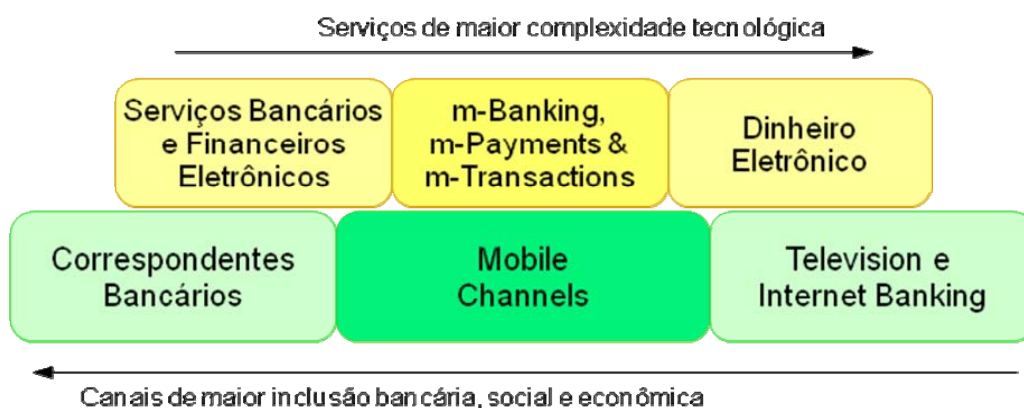 Serviços de maior complexidade tecnológica
Serviços Bancários
e Financeiros
Eletrônicos
m-Banking,
m-Payments &
m-Transactions
Dinheiro
Eletrônico
Correspondentes
Bancários
Mobile
Channels
Television e
Internet Banking
Canais de maior inclusão bancária, social e econômica